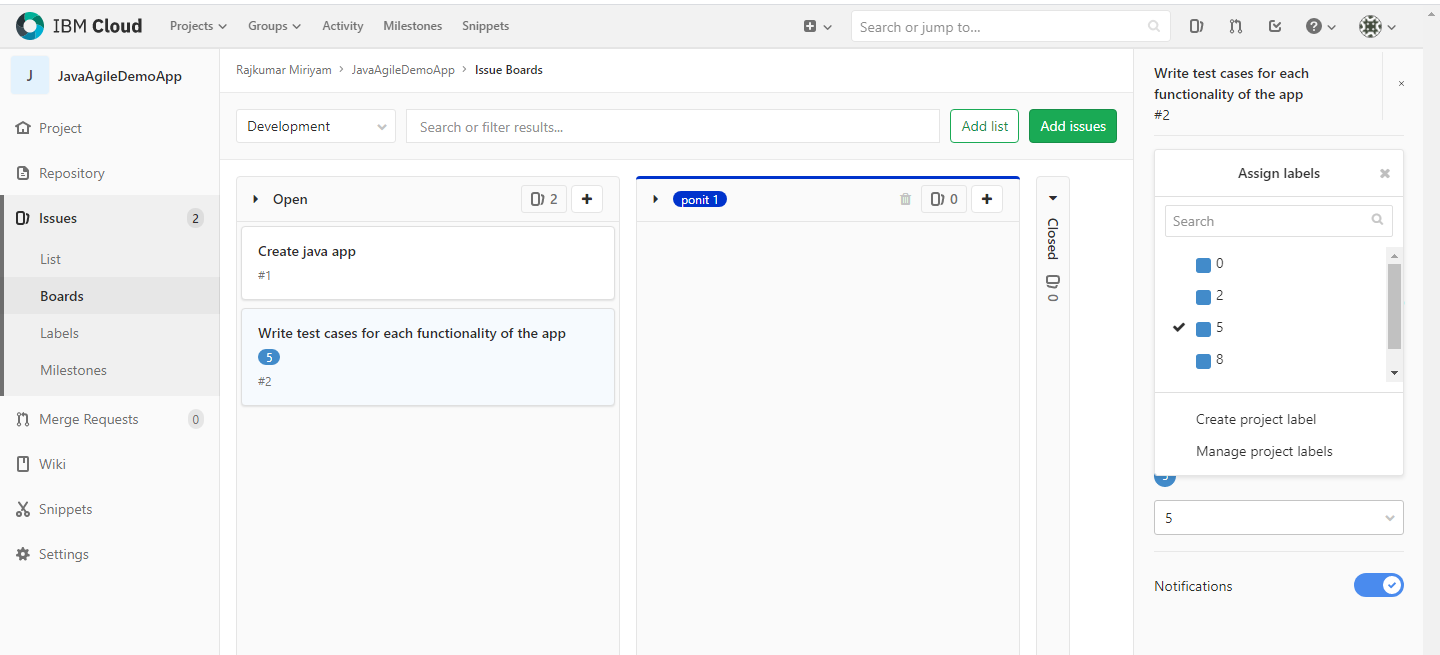 IBM Cloud
Projects
Groups
Activity
Milestones
Snippets
Search or jump to...
J
JavaAgileDemoApp
Project
Repository
Issues
2
List
Boards
Labels
Milestones
Merge Requests
0
Wiki
Snippets
Settings
Rajkumar Miriyam > JavaAgileDemoApp > Issue Boards
Development
Search or filter results...
Add list
Add issues
Open
2
+
Create java app
#1
Write test cases for each functionality of the app
5
#2
ponit 1
0
+
Closed
0
Write test cases for each
functionality of the app
#2
×
Assign labels
Search
0
2
5
8
Create project label
Manage project labels
5
5
Notifications